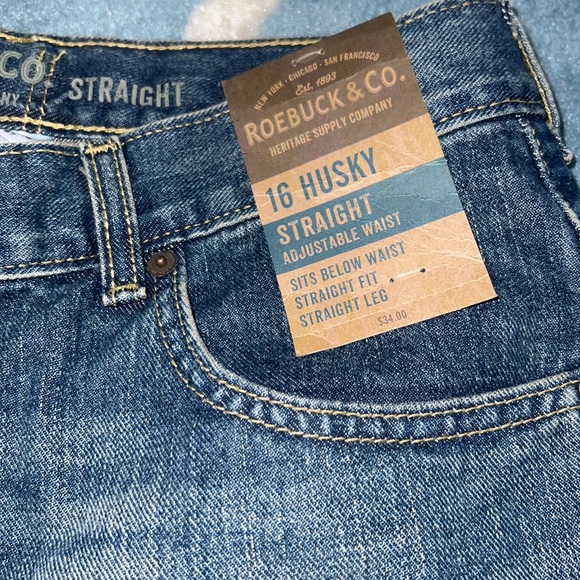 CO
STRAIGHT
NY.
NEW YORK · CHICAGO · SAN FRANCISCO
Est. 1893
ROEBUCK & CO.
HERITAGE SUPPLY COMPANY
16 HUSKY
STRAIGHT
ADJUSTABLE WAIST
SITS BELOW WAIST
STRAIGHT FIT
STRAIGHT LEG
$34.00